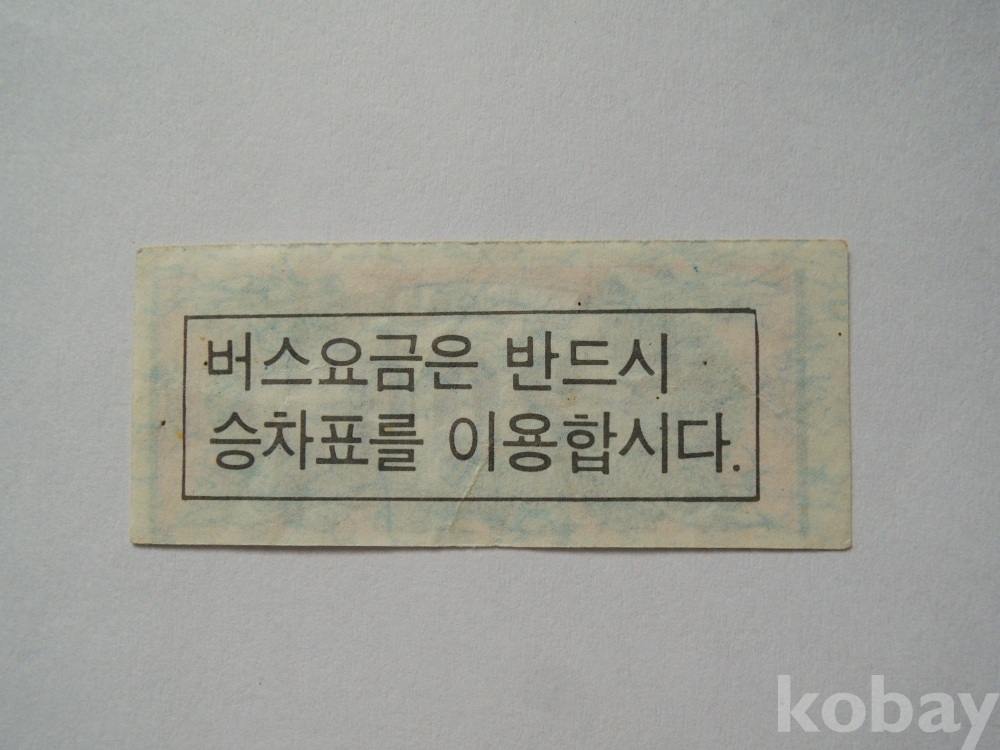 버스요금은 반드시
승차표를 이용합시다.
kobay